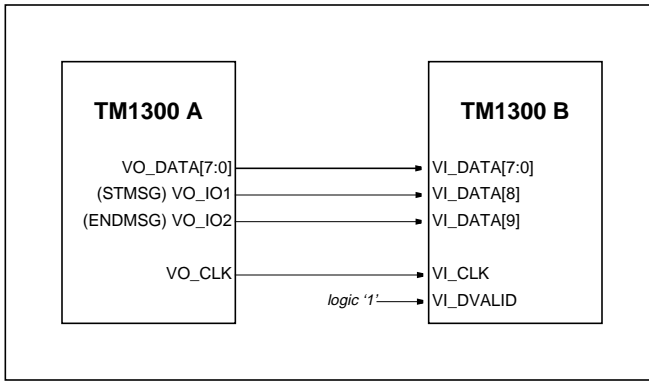 TM1300 A
TM1300 B
VO_DATA[7:0]
VI_DATA[7:0]
(STMSG) VO_IO1
VI_DATA[8]
(ENDMSG) VO_IO2
VI_DATA[9]
VO_CLK
VI_CLK
logic ‘1’
VI_DVALID